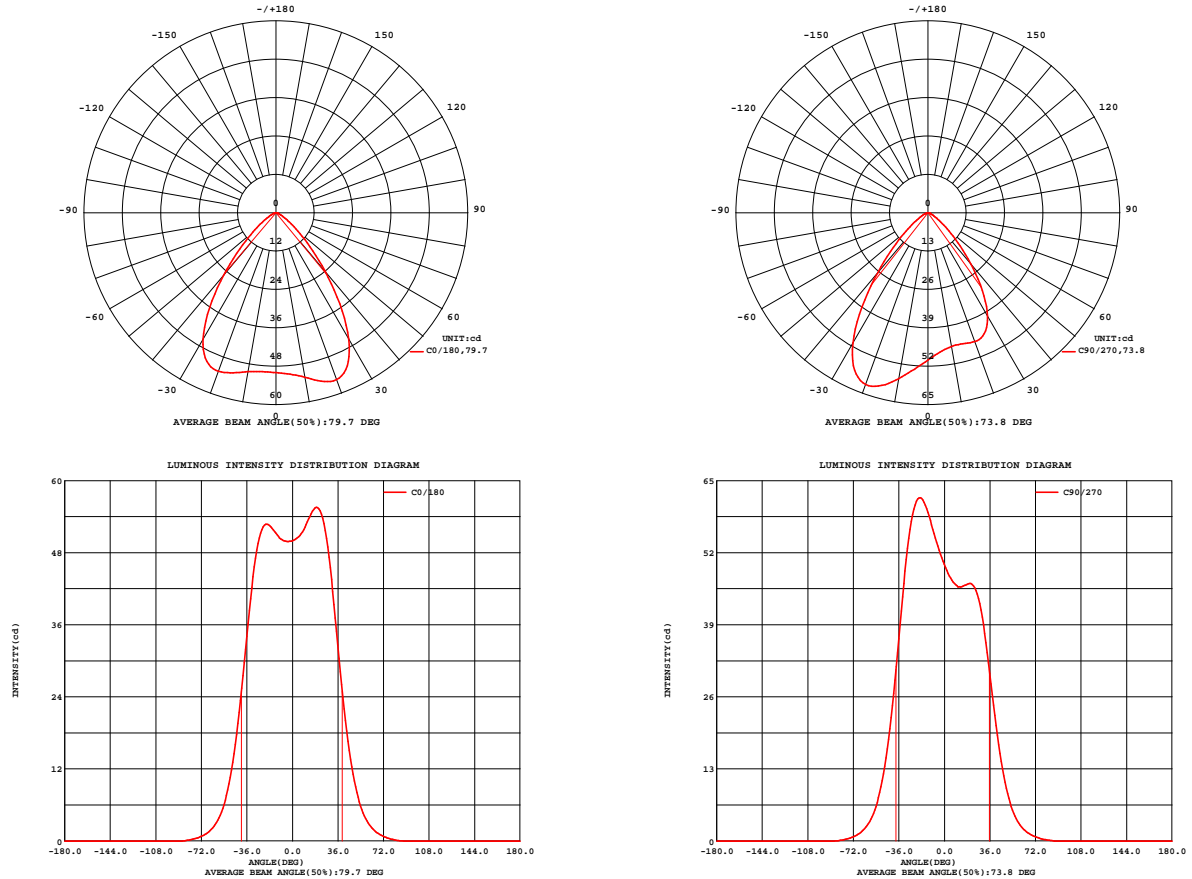 -/+180
-150
150
-120
120
-90
90
-60
60
-30
30
0
0
12
24
36
48
60
UNIT:cd
C0/180,79.7
AVERAGE BEAM ANGLE(50%):79.7 DEG
-/+180
-150
150
-120
120
-90
90
-60
60
-30
30
0
0
13
26
39
52
65
UNIT:cd
C90/270,73.8
AVERAGE BEAM ANGLE(50%):73.8 DEG
LUMINOUS INTENSITY DISTRIBUTION DIAGRAM
C0/180
INTENSITY(cd)
60
48
36
24
12
0
-180.0 -144.0 -108.0 -72.0 -36.0 0.0 36.0 72.0 108.0 144.0 180.0
ANGLE(DEG)
AVERAGE BEAM ANGLE(50%):79.7 DEG
LUMINOUS INTENSITY DISTRIBUTION DIAGRAM
C90/270
INTENSITY(cd)
65
52
39
26
13
0
-180.0 -144.0 -108.0 -72.0 -36.0 0.0 36.0 72.0 108.0 144.0 180.0
ANGLE(DEG)
AVERAGE BEAM ANGLE(50%):73.8 DEG